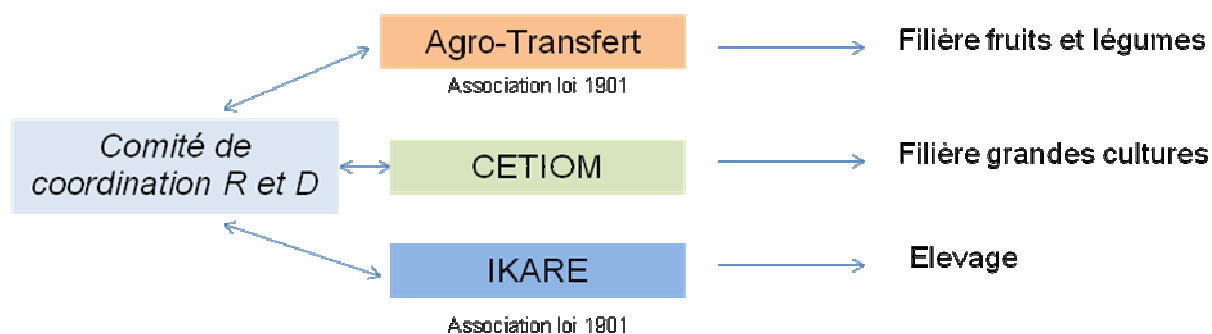 Agro-Transfert
Association loi 1901
Filière fruits et légumes
Comité de
coordination R et D
CETIOM
Filière grandes cultures
IKARE
Association loi 1901
Elevage